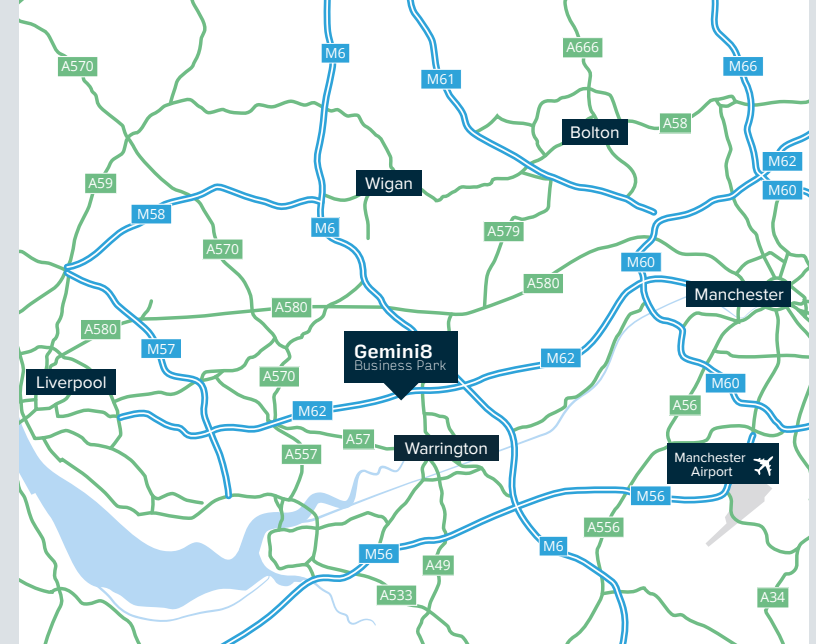 M6
A666
A570
M61
M66
A58
Bolton
M62
A59
Wigan
M60
M58
M6
A579
A570
M60
A580
Manchester
A580
A580
M57
Gemini8
Business Park
M62
A570
Liverpool
M60
M62
A56
A57
Warrington
A557
Manchester
Airport
M56
A556
M6
M56
A49
A533
A34